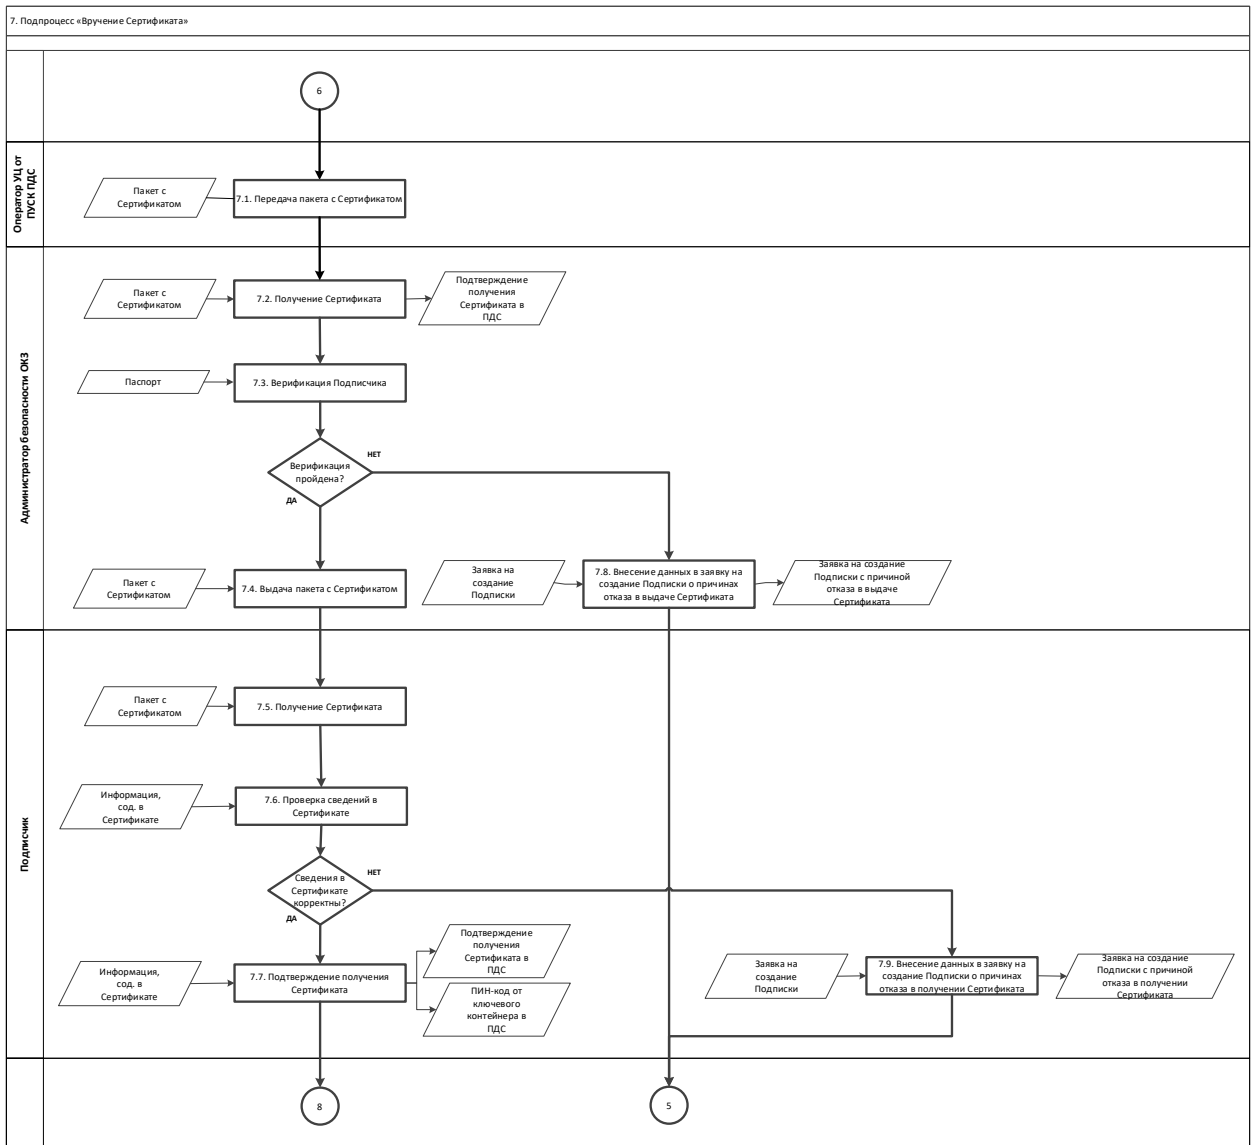 7. Подпроцесс «Вручение Сертификата»
6
Оператор УЦ от
ПУСК ПДС
Пакет с
Сертификатом
7.1. Передача пакета с Сертификатом
Администратор безопасности ОКЗ
Пакет с
Сертификатом
7.2. Получение Сертификата
Подтверждение
получения
Сертификата в
ПДС
Паспорт
7.3. Верификация Подписчика
Верификация
пройдена?
НЕТ
ДА
Пакет с
Сертификатом
7.4. Выдача пакета с Сертификатом
Заявка на
создание
Подписки
7.8. Внесение данных в заявку на
создание Подписки о причинах
отказа в выдаче Сертификата
Заявка на создание
Подписки с причиной
отказа в выдаче
Сертификата
Подписчик
Пакет с
Сертификатом
7.5. Получение Сертификата
Информация,
сод. в
Сертификате
7.6. Проверка сведений в
Сертификате
Сведения в
Сертификате
корректны?
НЕТ
ДА
Информация,
сод. в
Сертификате
7.7. Подтверждение получения
Сертификата
Подтверждение
получения
Сертификата в
ПДС
ПИН-код от
ключевого
контейнера в
ПДС
Заявка на
создание
Подписки
7.9. Внесение данных в заявку на
создание Подписки о причинах
отказа в получении Сертификата
Заявка на создание
Подписки с причиной
отказа в получении
Сертификата
8
5